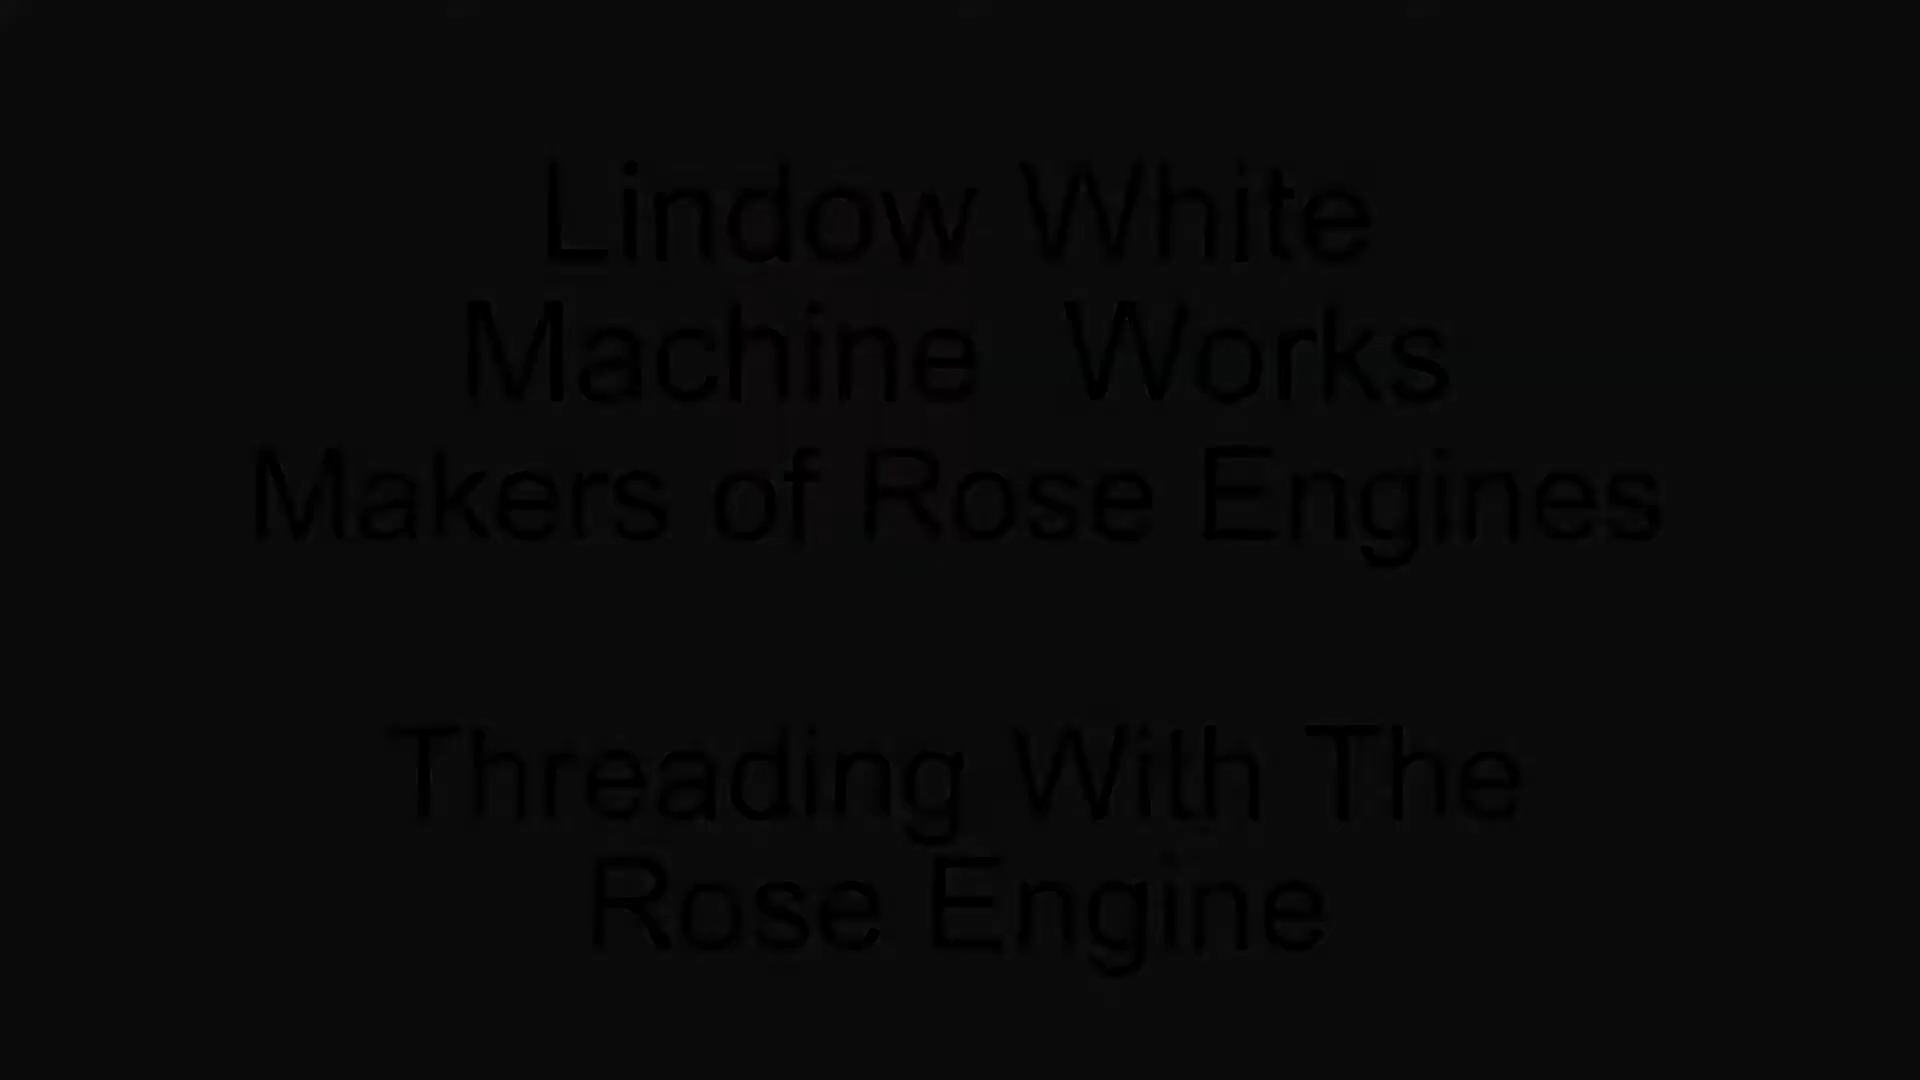 Lindow White
Machine Works
Makers of Rose Engines
Threading With The
Rose Engine